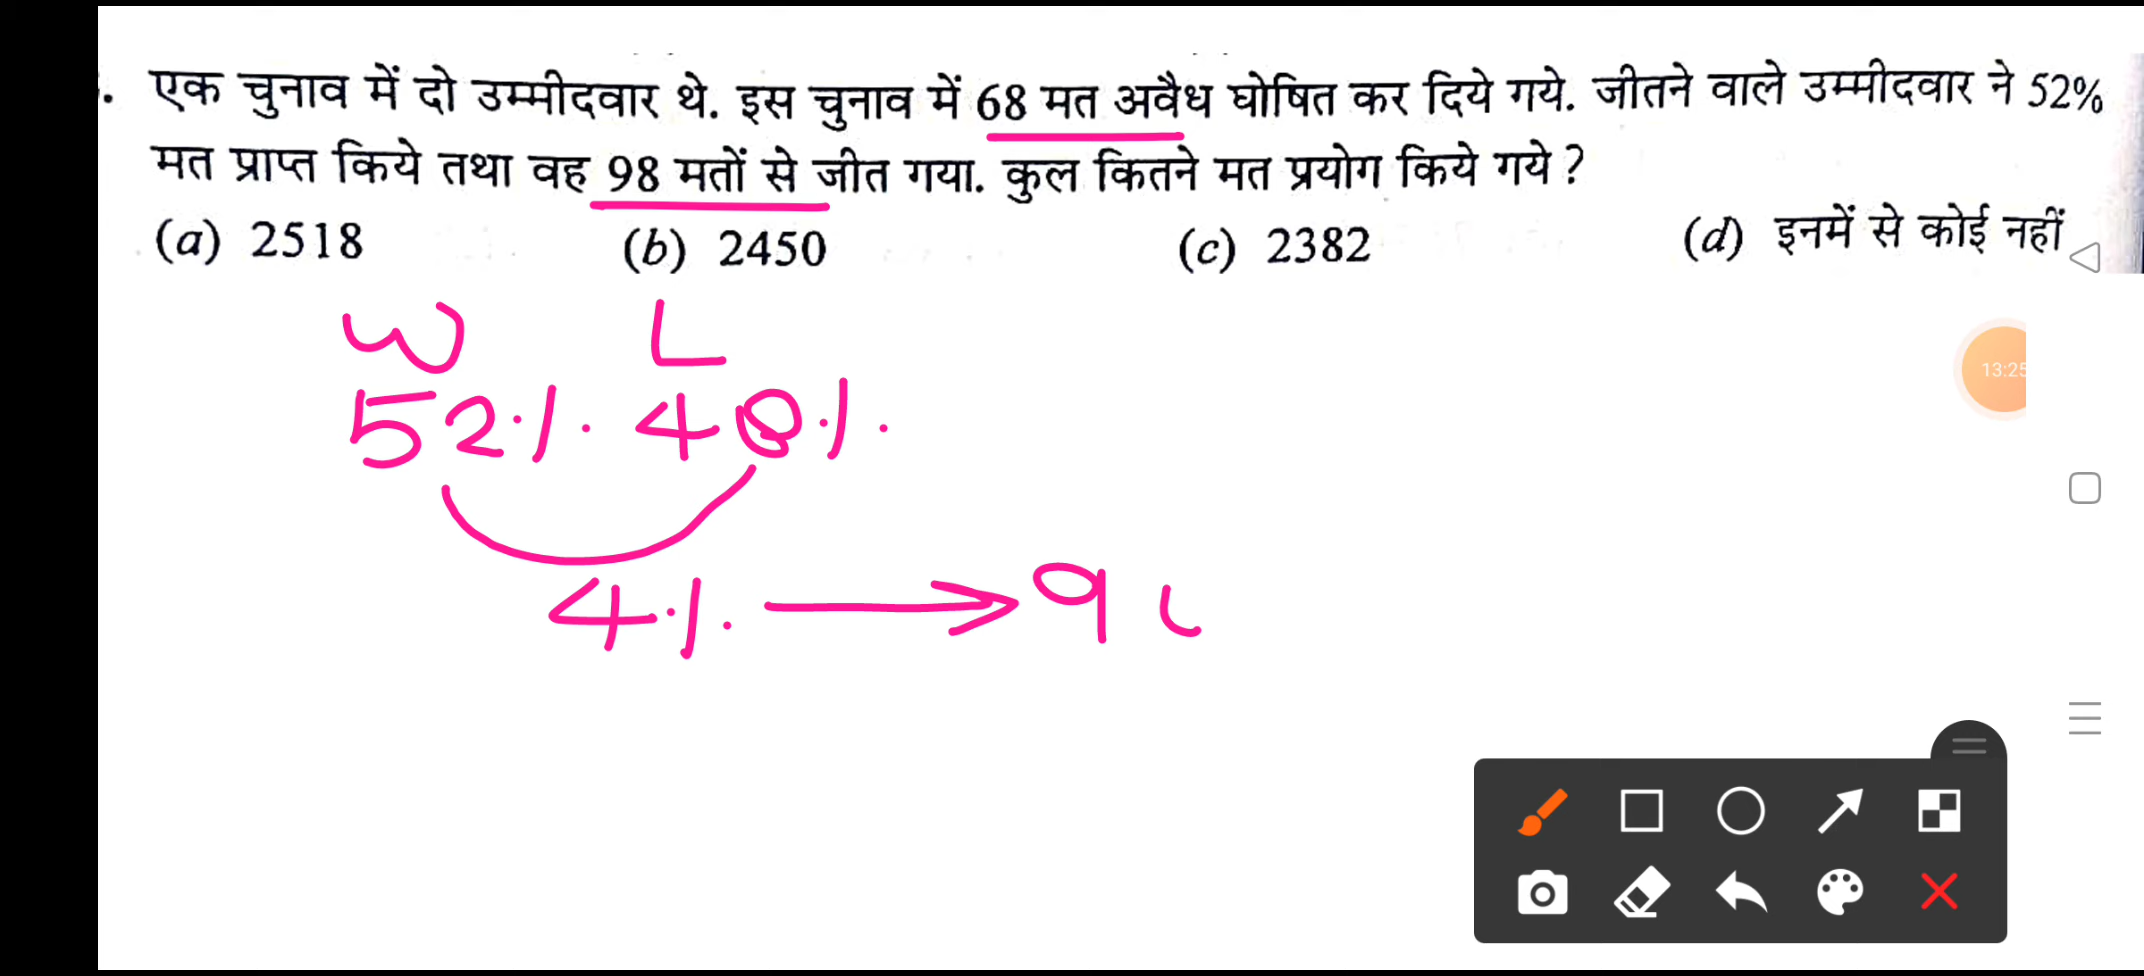 . एक चुनाव में दो उम्मीदवार थे. इस चुनाव में 68 मत अवैध घोषित कर दिये गये. जीतने वाले उम्मीदवार ने 52%
मत प्राप्त किये तथा वह 98 मतों से जीत गया. कुल कितने मत प्रयोग किये गये ?
(a) 2518 (b) 2450 (c) 2382 (d) इनमें से कोई नहीं
W L
52% 48%
13:25
4% → 9